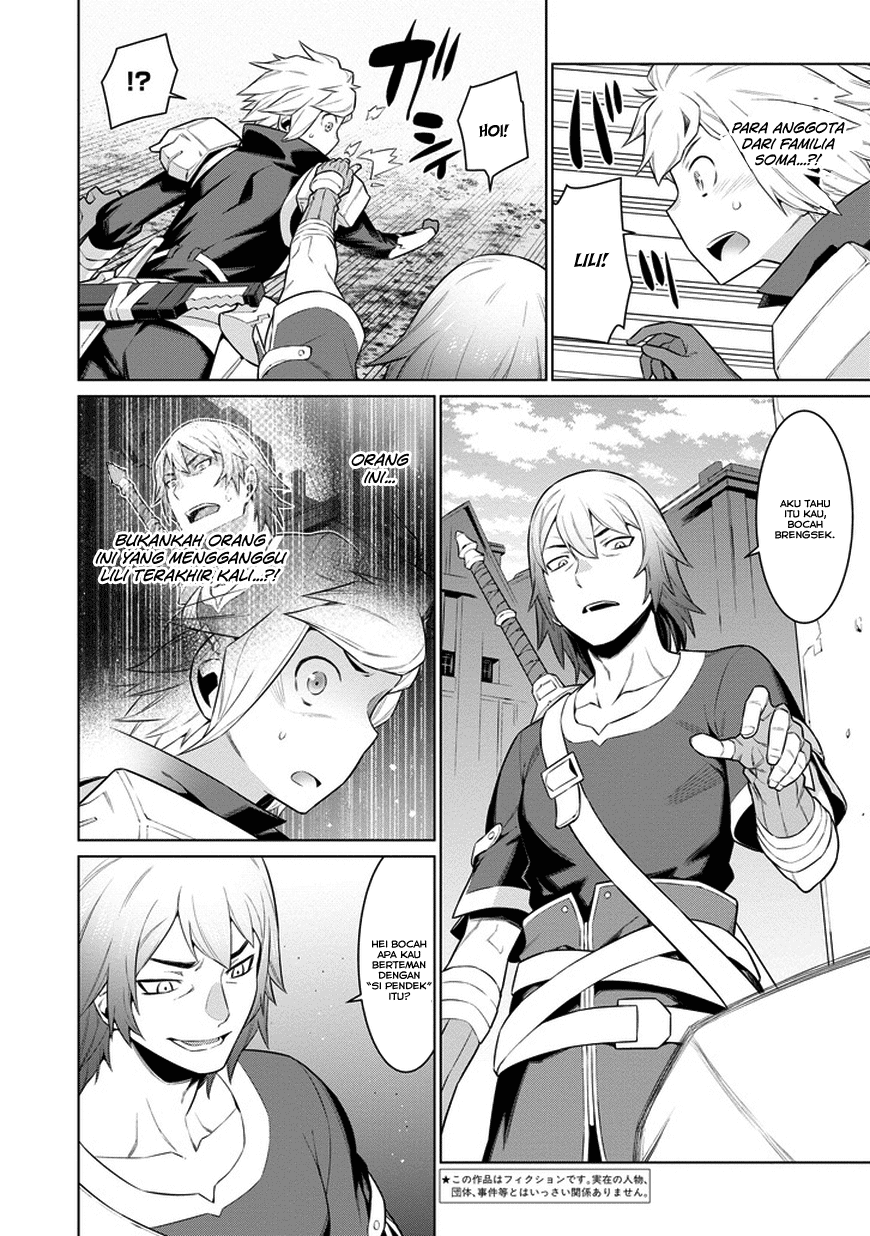 PARA ANGGOTA
DARI FAMILIA
SOMA...?!
LILI!
ガシッ
HOI!
!?
AKU TAHU
ITU KAU,
BOCAH
BRENGSEK.
ORANG
INI...
BUKANKAH ORANG
INI YANG MENGGANGGU
LILI TERAKHIR KALI...?!
HEI BOCAH
APA KAU
BERTEMAN
DENGAN
"SI PENDEK"
ITU?
★この作品はフィクションです。実在の人物、
団体、事件等とはいっさい関係ありません。